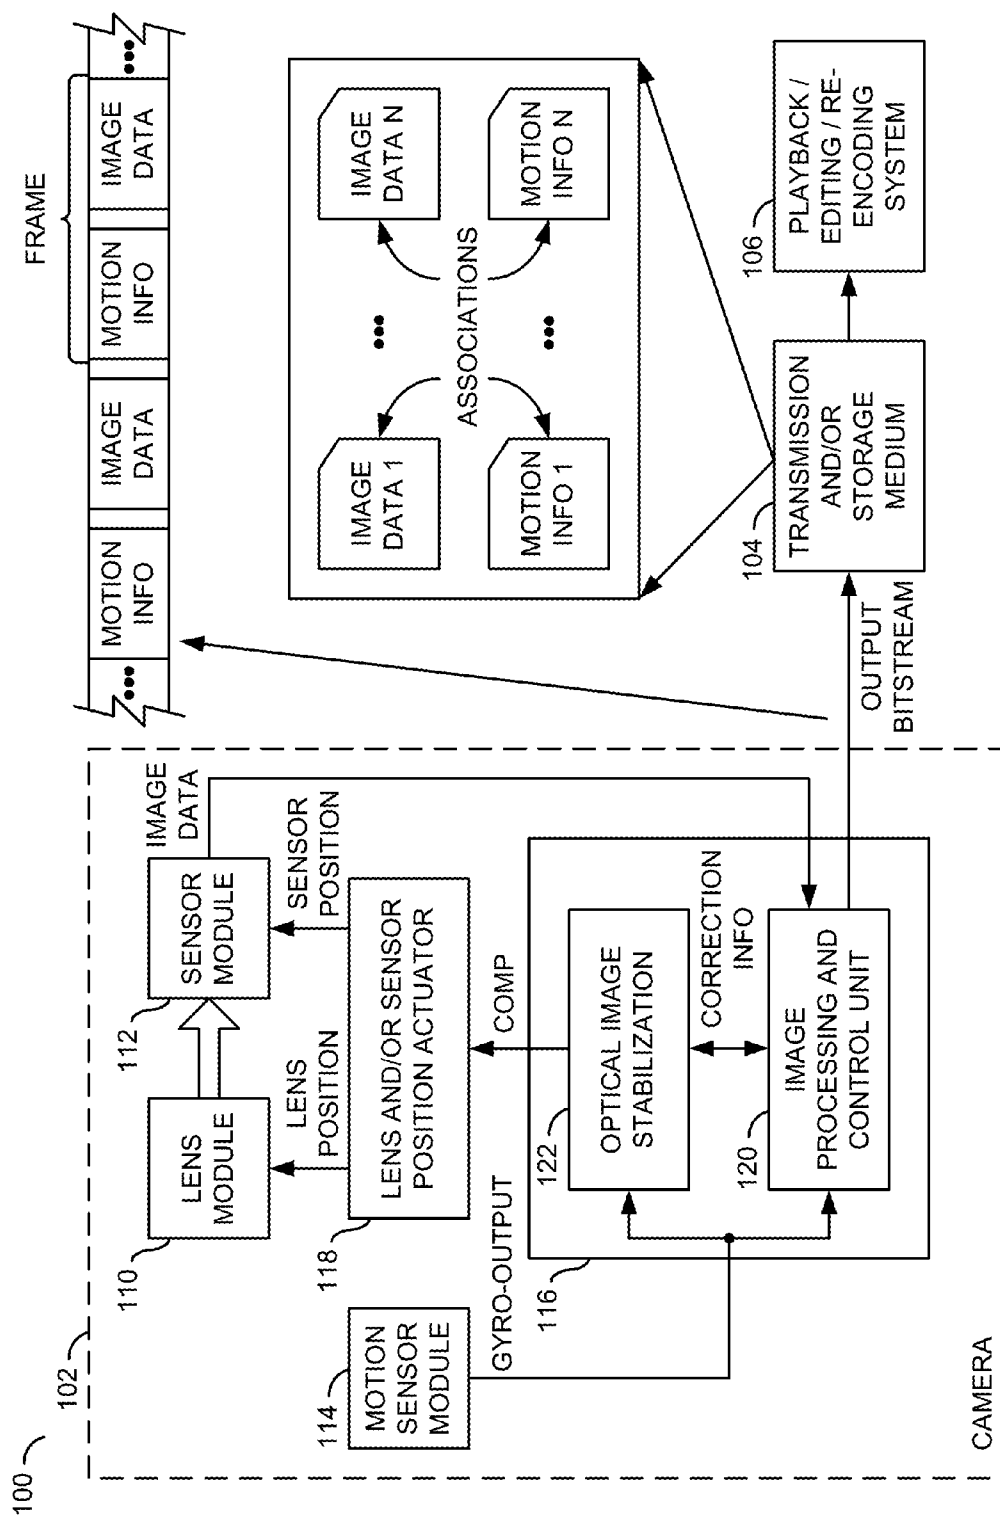 100
102
110
LENS
MODULE
112
SENSOR
MODULE
IMAGE
DATA
LENS
POSITION
SENSOR
POSITION
114
MOTION
SENSOR
MODULE
118
LENS AND/OR SENSOR
POSITION ACTUATOR
GYRO-OUTPUT
COMP
116
122
OPTICAL IMAGE
STABILIZATION
CORRECTION
INFO
120
IMAGE
PROCESSING AND
CONTROL UNIT
CAMERA
FRAME
•••
MOTION
INFO
IMAGE
DATA
MOTION
INFO
IMAGE
DATA
•••
IMAGE
DATA 1
•••
IMAGE
DATA N
ASSOCIATIONS
MOTION
INFO 1
•••
MOTION
INFO N
OUTPUT
BITSTREAM
104
TRANSMISSION
AND/OR
STORAGE
MEDIUM
106
PLAYBACK /
EDITING / RE-
ENCODING
SYSTEM